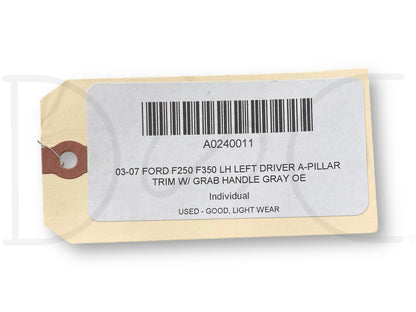 A0240011
03-07 FORD F250 F350 LH LEFT DRIVER A-PILLAR
TRIM W/ GRAB HANDLE GRAY OE
Individual
USED - GOOD, LIGHT WEAR